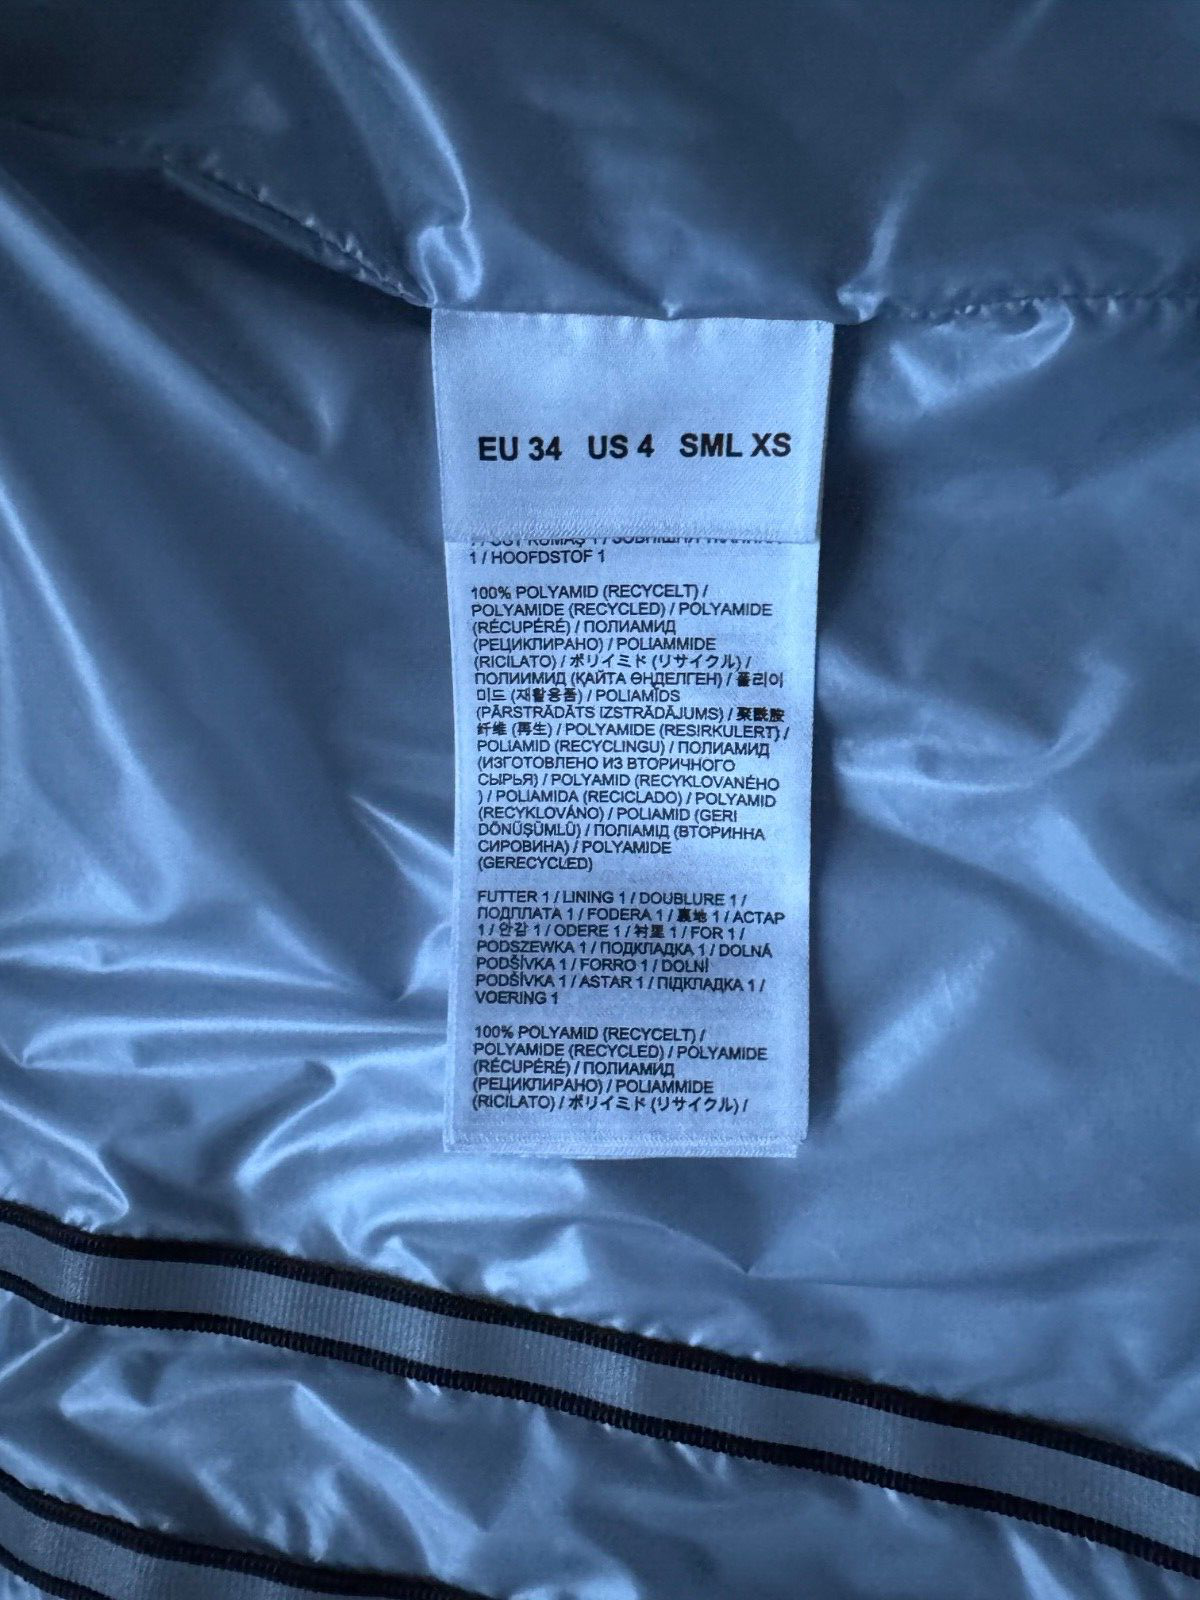 EU 34 US 4 SML XS
1 / HOOFDSTOF 1
100% POLYAMID (RECYCELT) /
POLYAMIDE (RECYCLED) / POLYAMIDE
(RÉCUPÉRÉ) / ПОЛИАМИД
(РЕЦИКЛИРАНО) / POLIAMMIDE
(RICILATO) / ポリイミド (リサイクル) /
ПОЛИИМИД (ҚАЙТА ӨҢДЕЛГЕН) / 폴리이
미드 (재활용품) / POLIAMĪDS
(PĀRSTRĀDĀTS IZSTRĀDĀJUMS) / 聚酰胺
纤维 (再生) / POLYAMIDE (RESIRKULERT) /
POLIAMID (RECYCLINGU) / ПОЛИАМИД
(ИЗГОТОВЛЕНО ИЗ ВТОРИЧНОГО
СЫРЬЯ) / POLYAMID (RECYKLOVANÉHO
) / POLIAMIDA (RECICLADO) / POLYAMID
(RECYKLOVÁNO) / POLIAMID (GERI
DÖNÜŞÜMLÜ) / ПОЛІАМІД (ВТОРИННА
СИРОВИНА) / POLYAMIDE
(GERECYCLED)
FUTTER 1 / LINING 1 / DOUBLURE 1 /
ПОДПЛАТА 1 / FODERA 1 / 裏地 1 / АСТАР
1 / 안감 1 / ODERE 1 / 衬里 1 / FOR 1 /
PODSZEWKA 1 / ПОДКЛАДКА 1 / DOLNÁ
PODŠÍVKA 1 / FORRO 1 / DOLNÍ
PODŠÍVKA 1 / ASTAR 1 / ПІДКЛАДКА 1 /
VOERING 1
100% POLYAMID (RECYCELT) /
POLYAMIDE (RECYCLED) / POLYAMIDE
(RÉCUPÉRÉ) / ПОЛИАМИД
(РЕЦИКЛИРАНО) / POLIAMMIDE
(RICILATO) / ポリイミド (リサイクル) /